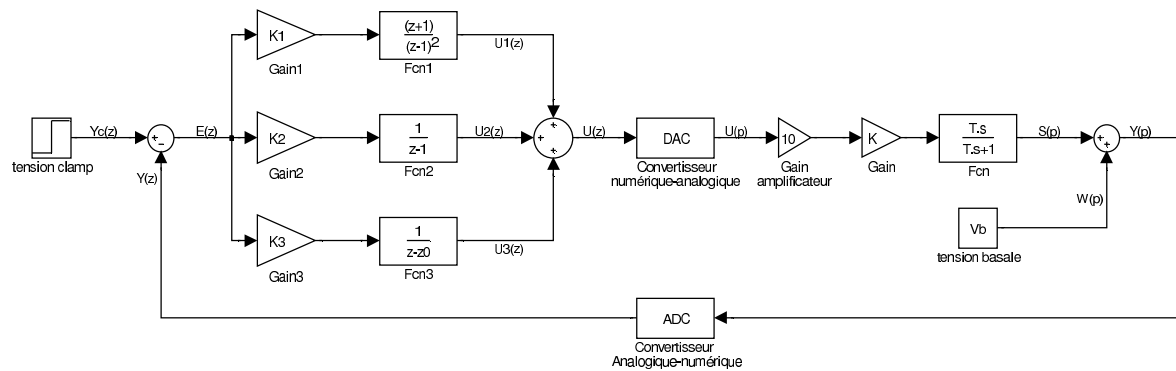 K1
Gain1
(z+1)
(z-1)2
Fcn1
U1(z)
tension clamp
Yc(z)
+
-
E(z)
Y(z)
K2
Gain2
1
z-1
Fcn2
U2(z)
+
+
+
U(z)
K3
Gain3
1
z-z0
Fcn3
U3(z)
DAC
Convertisseur
numérique-analogique
U(p)
10
Gain
amplificateur
K
Gain
T.s
T.s+1
Fcn
S(p)
+
+
Y(p)
W(p)
Vb
tension basale
ADC
Convertisseur
Analogique-numérique